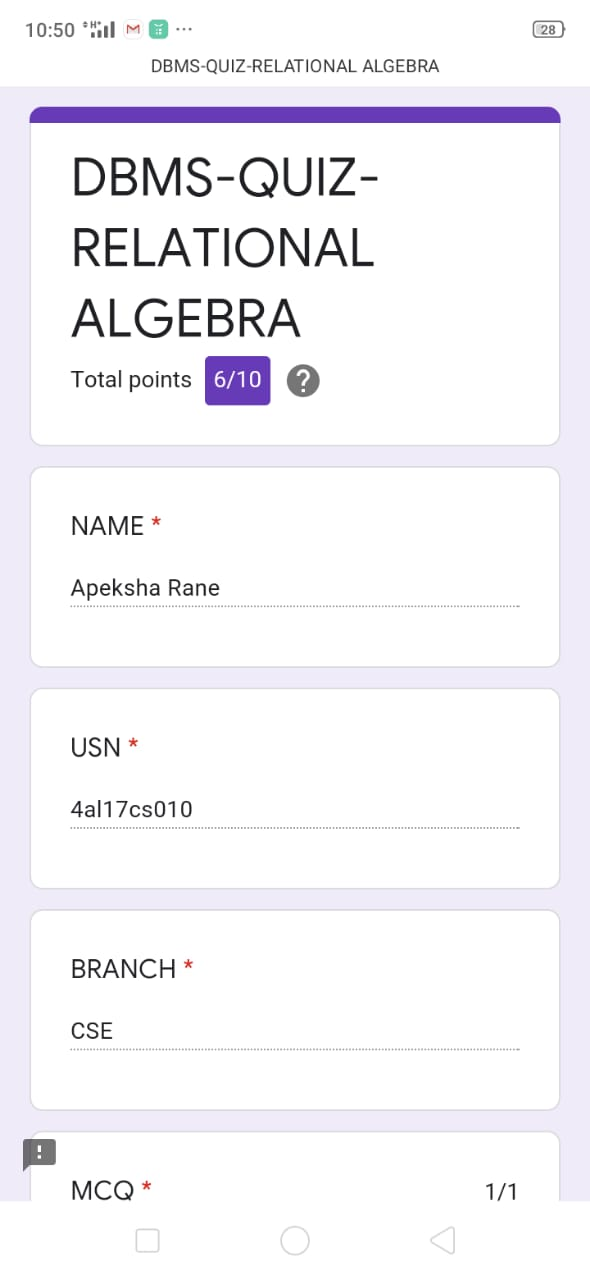 10:50 28
DBMS-QUIZ-RELATIONAL ALGEBRA
DBMS-QUIZ-
RELATIONAL
ALGEBRA
Total points 6/10 ?
NAME *
Apeksha Rane
USN *
4al17cs010
BRANCH *
CSE
!
MCQ * 1/1